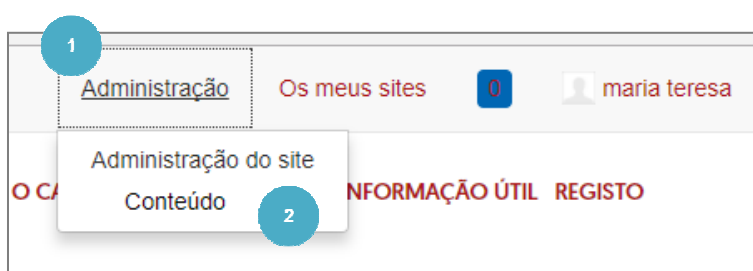 1
Administração Os meus sites 0 maria teresa
Administração do site
O CA NFORMAÇÃO ÚTIL REGISTO
Conteúdo
2